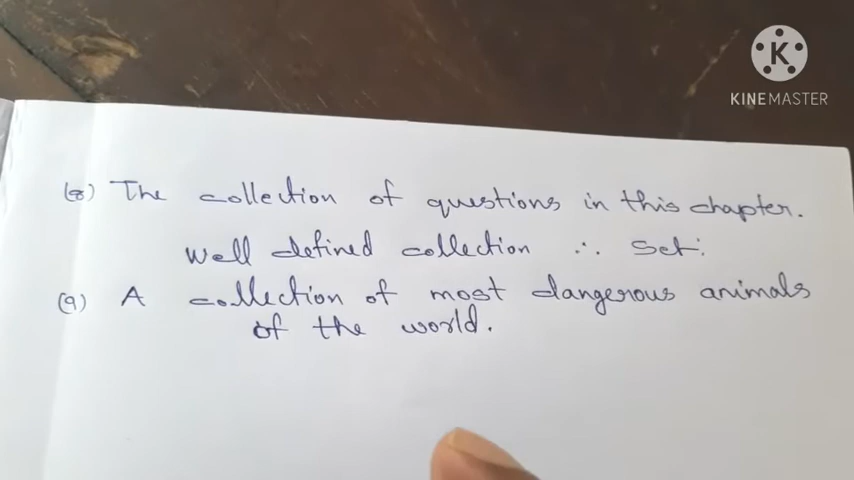 KINEMASTER
(8) The collection of questions in this chapter.
Well defined collection ∴ Set.
(9) A collection of most dangerous animals
of the world.